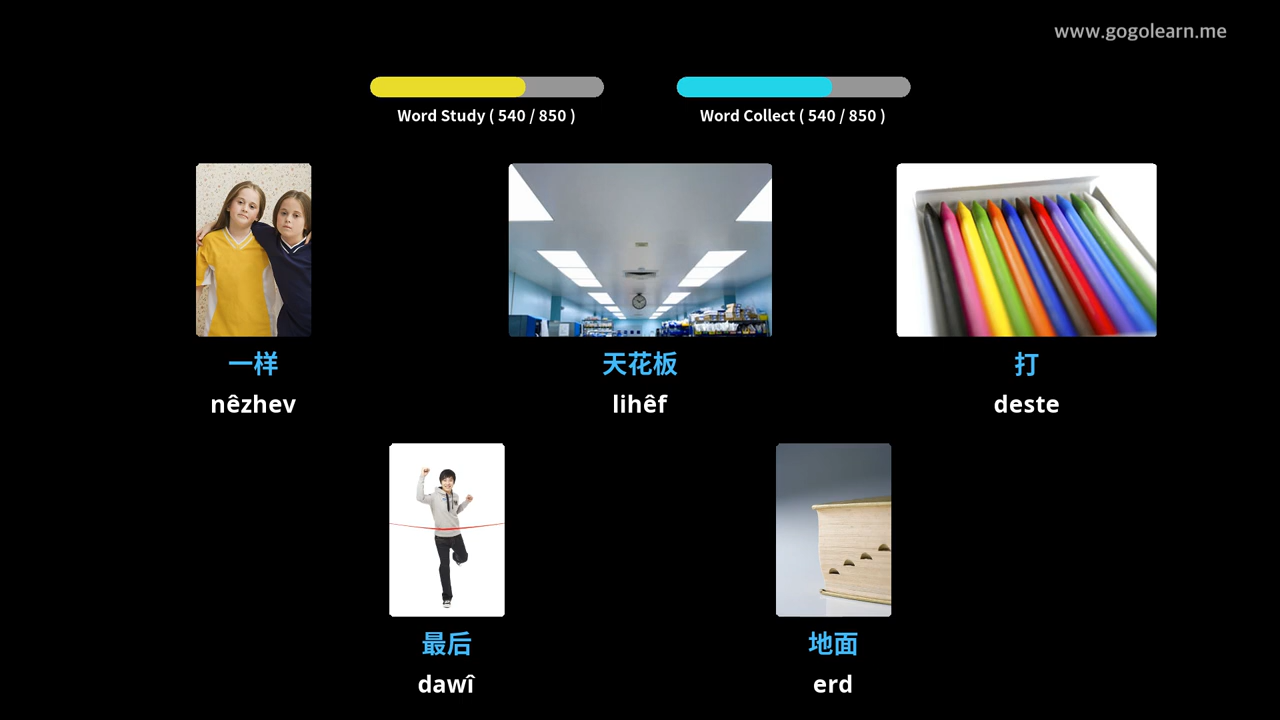 www.gogolearn.me
Word Study ( 540 / 850 )
Word Collect ( 540 / 850 )
一样
天花板
打
nêzhev
lihêf
deste
最后
地面
dawî
erd